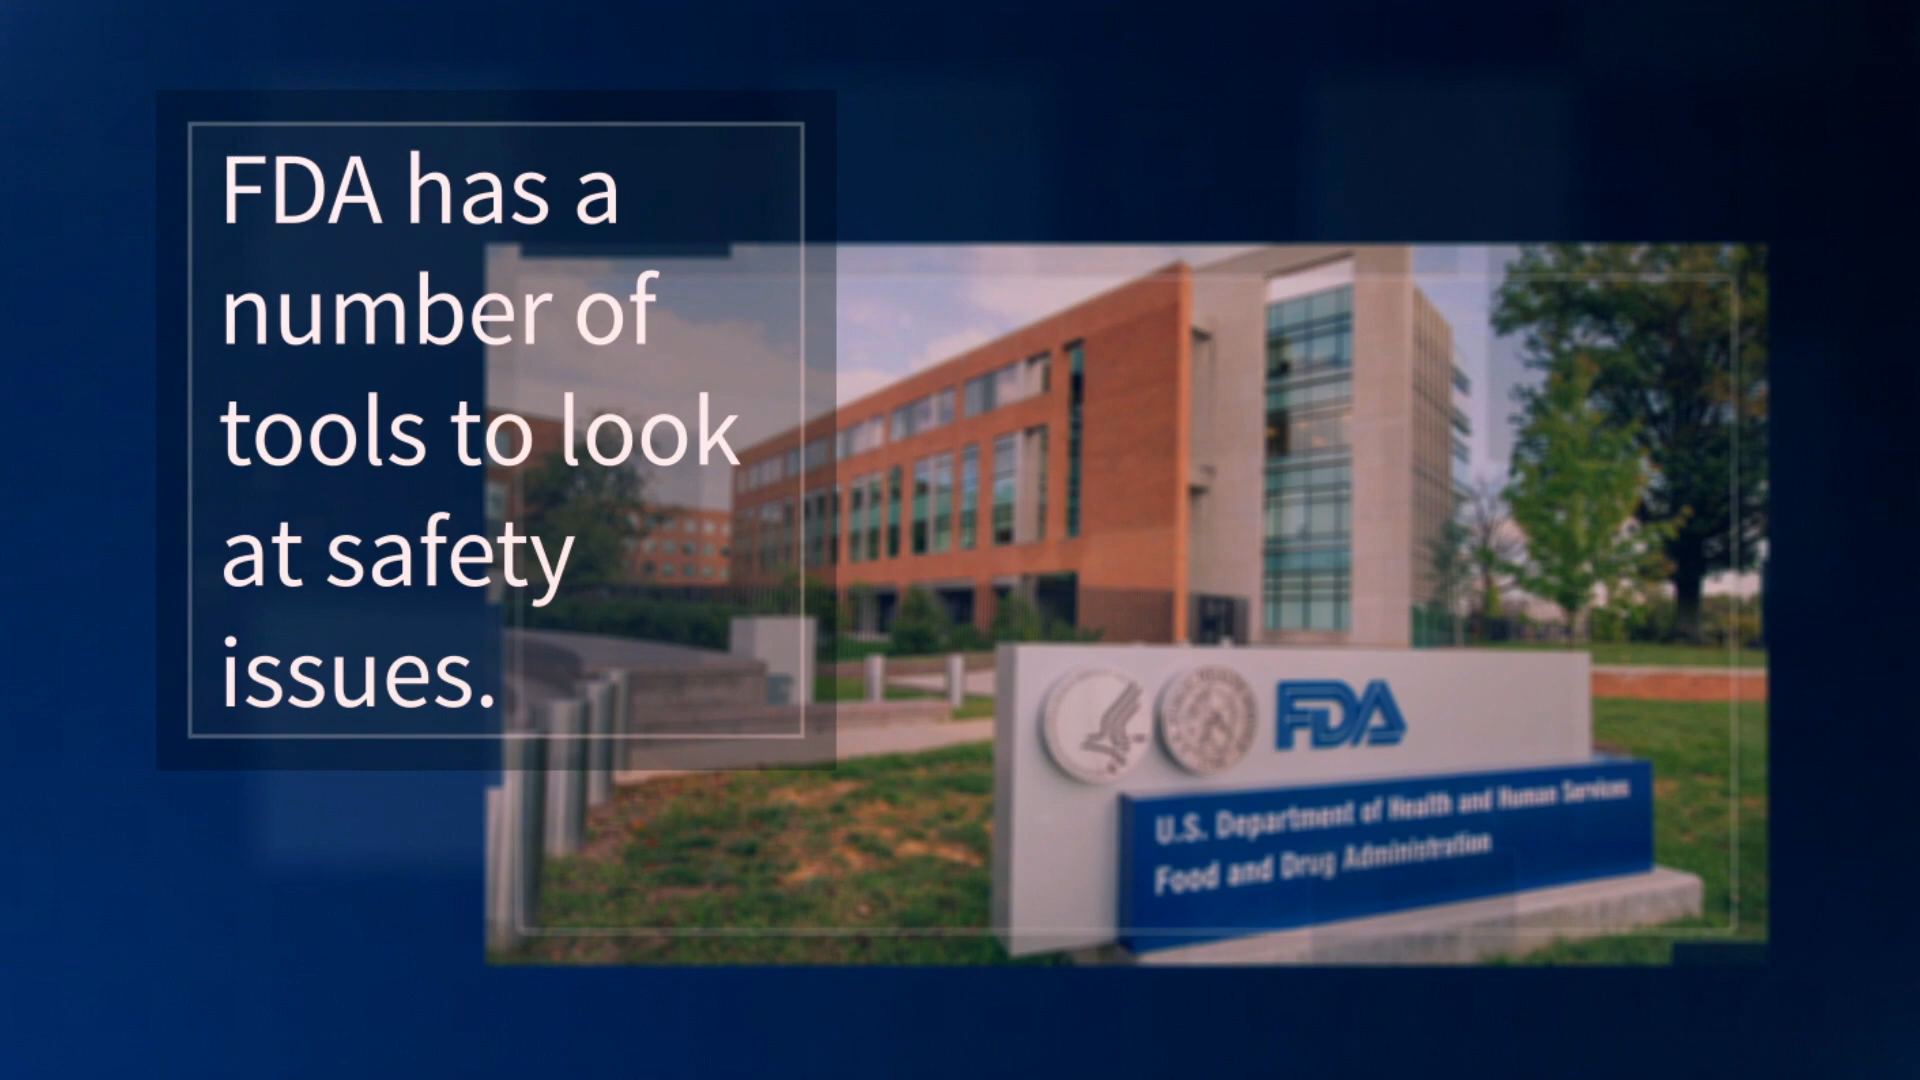 FDA has a
number of
tools to look
at safety
issues.
FDA
U.S. Department of Health and Human Services
Food and Drug Administration